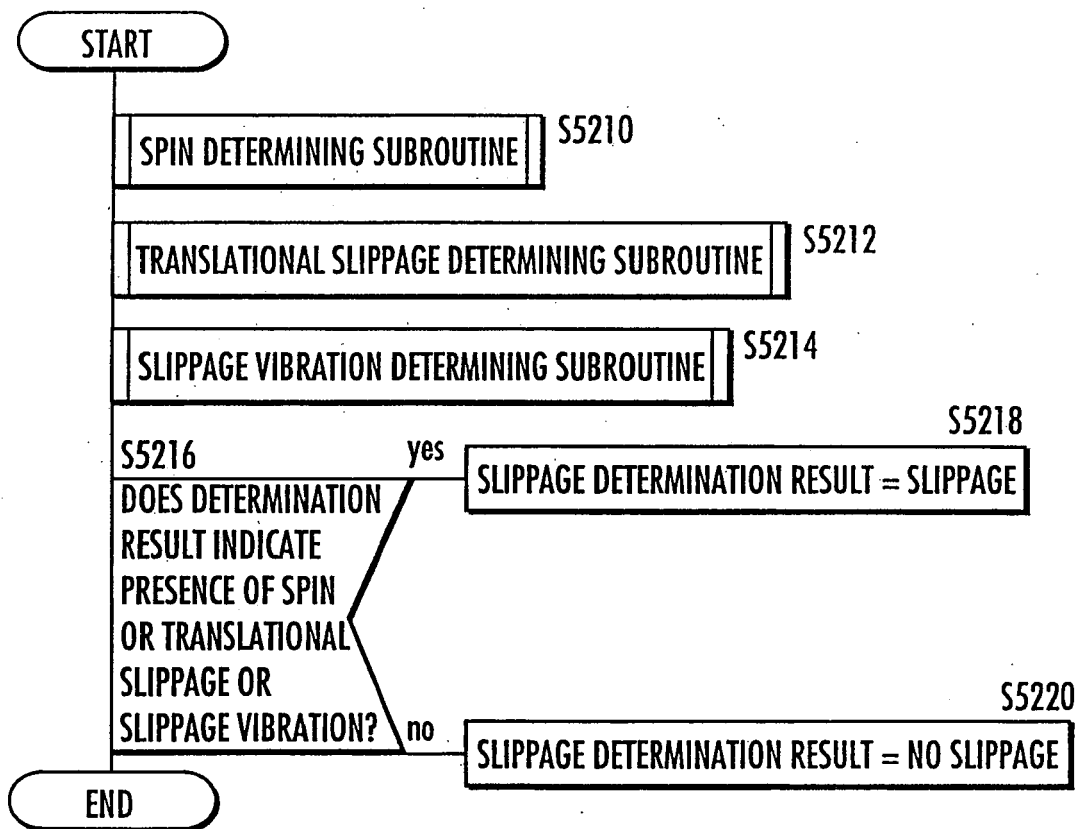 START
SPIN DETERMINING SUBROUTINE
S5210
TRANSLATIONAL SLIPPAGE DETERMINING SUBROUTINE
S5212
SLIPPAGE VIBRATION DETERMINING SUBROUTINE
S5214
S5216
yes
DOES DETERMINATION
RESULT INDICATE
PRESENCE OF SPIN
OR TRANSLATIONAL
SLIPPAGE OR
SLIPPAGE VIBRATION?
S5218
SLIPPAGE DETERMINATION RESULT = SLIPPAGE
no
S5220
SLIPPAGE DETERMINATION RESULT = NO SLIPPAGE
END